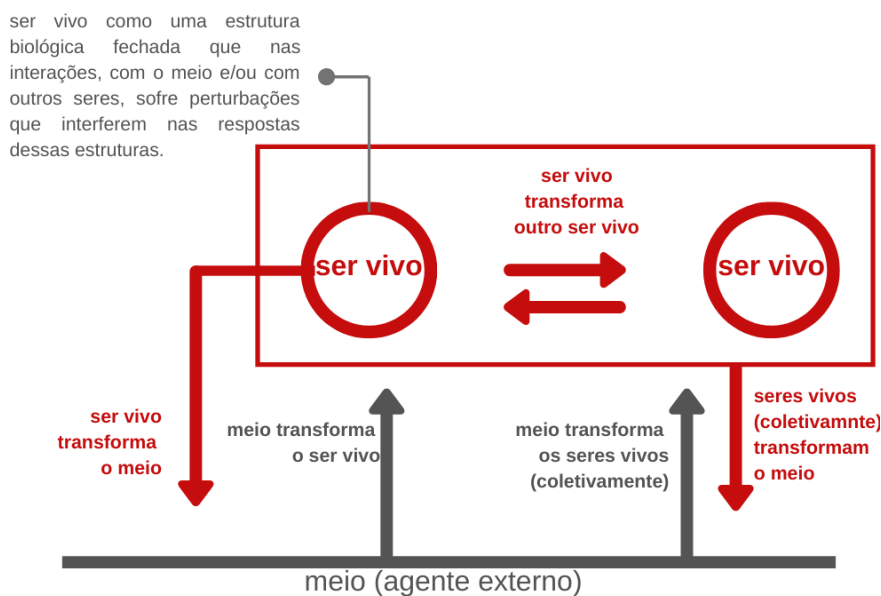 ser vivo como uma estrutura
biológica fechada que nas
interações, com o meio e/ou com
outros seres, sofre perturbações
que interferem nas respostas
dessas estruturas.
ser vivo
transforma
outro ser vivo
ser vivo
ser vivo
ser vivo
transforma
o meio
meio transforma
o ser vivo
meio transforma
os seres vivos
(coletivamente)
seres vivos
(coletivamnte)
transformam
o meio
meio (agente externo)